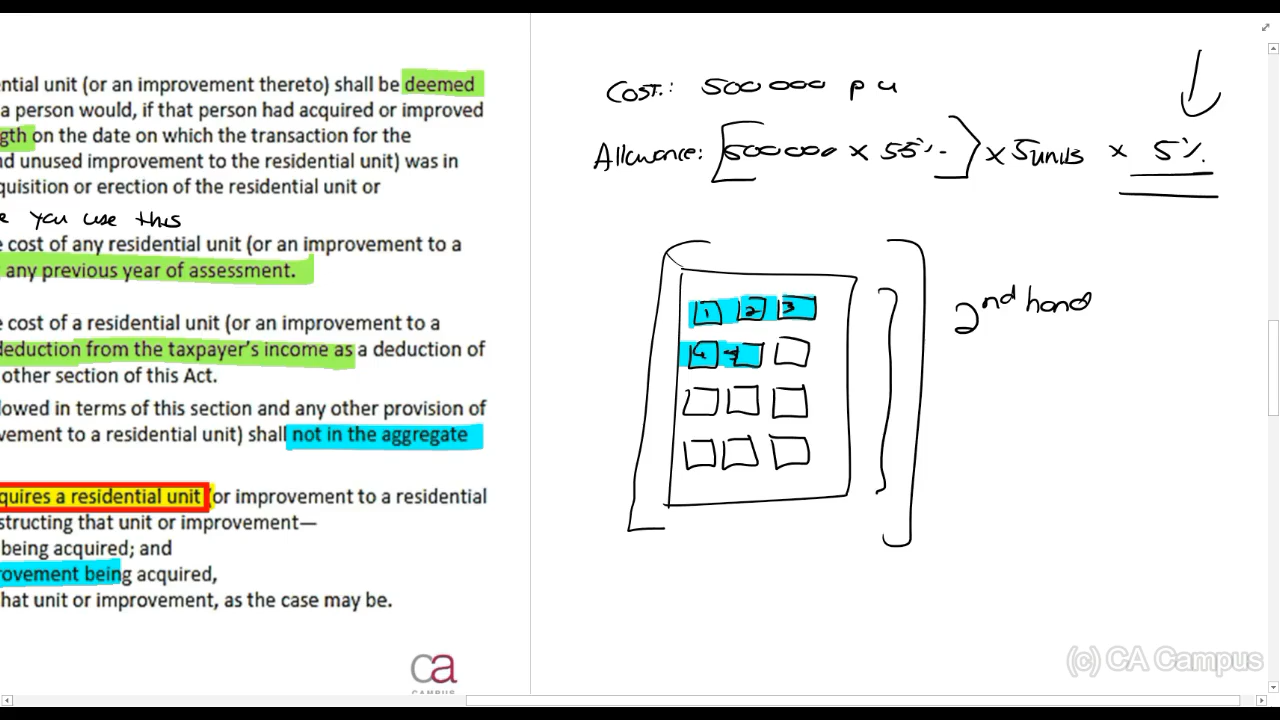 ential unit (or an improvement thereto) shall be deemed
a person would, if that person had acquired or improved
gth on the date on which the transaction for the
nd unused improvement to the residential unit) was in
quisition or erection of the residential unit or
e you use this
e cost of any residential unit (or an improvement to a
any previous year of assessment.
e cost of a residential unit (or an improvement to a
deduction from the taxpayer's income as a deduction of
other section of this Act.
lowed in terms of this section and any other provision of
vement to a residential unit) shall not in the aggregate
quires a residential unit (or improvement to a residential
structing that unit or improvement—
being acquired; and
rovement being acquired,
hat unit or improvement, as the case may be.
ca
CAMPUS
Cost.: 500 000 p u
Allowance: [500 000 x 55%] x 5 units x 5%.
1 2 3
4 5
2nd hand
(c) CA Campus